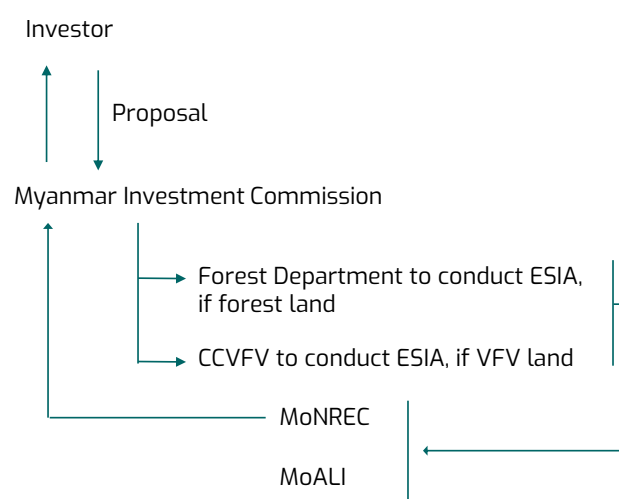 Investor
Proposal
Myanmar Investment Commission
Forest Department to conduct ESIA,
if forest land
CCVFV to conduct ESIA, if VFV land
MoNREC
MoALI